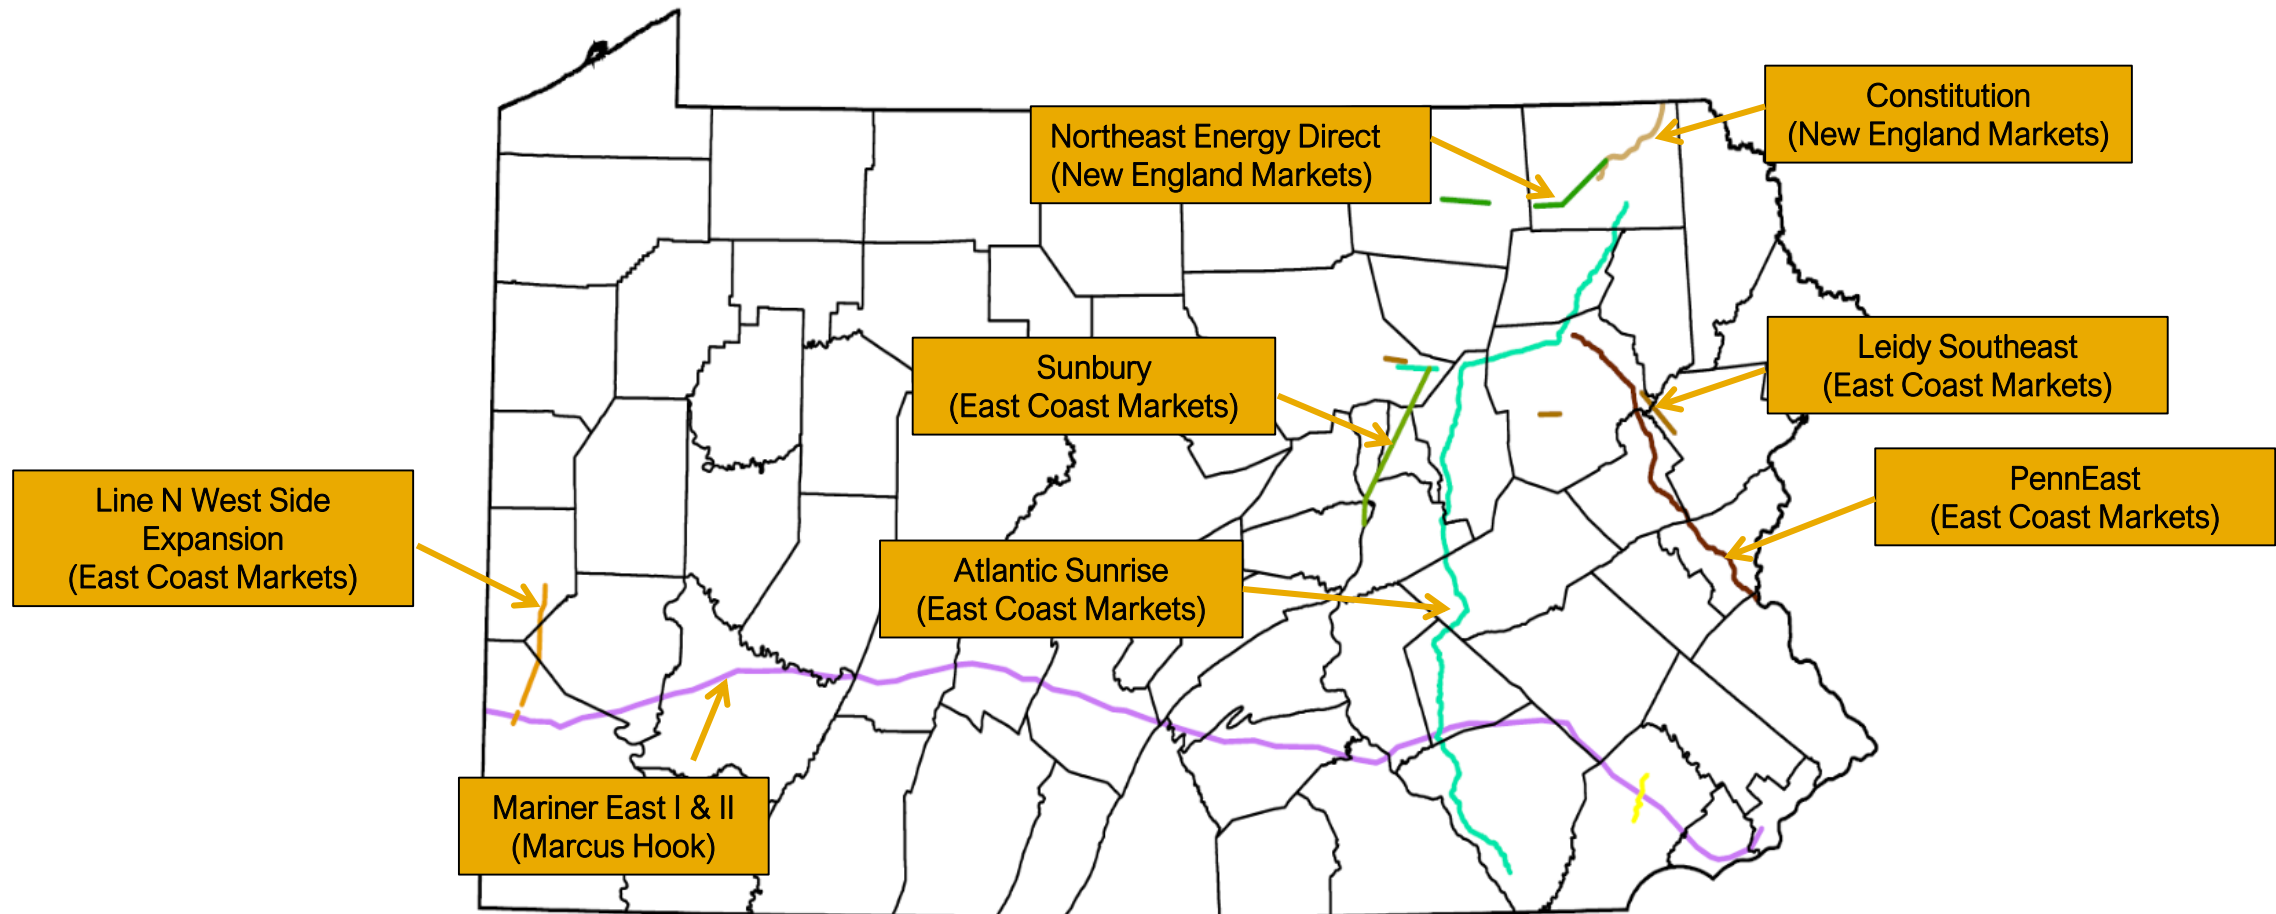 Constitution
(New England Markets)
Northeast Energy Direct
(New England Markets)
Leidy Southeast
(East Coast Markets)
Sunbury
(East Coast Markets)
PennEast
(East Coast Markets)
Line N West Side
Expansion
(East Coast Markets)
Atlantic Sunrise
(East Coast Markets)
Mariner East I & II
(Marcus Hook)